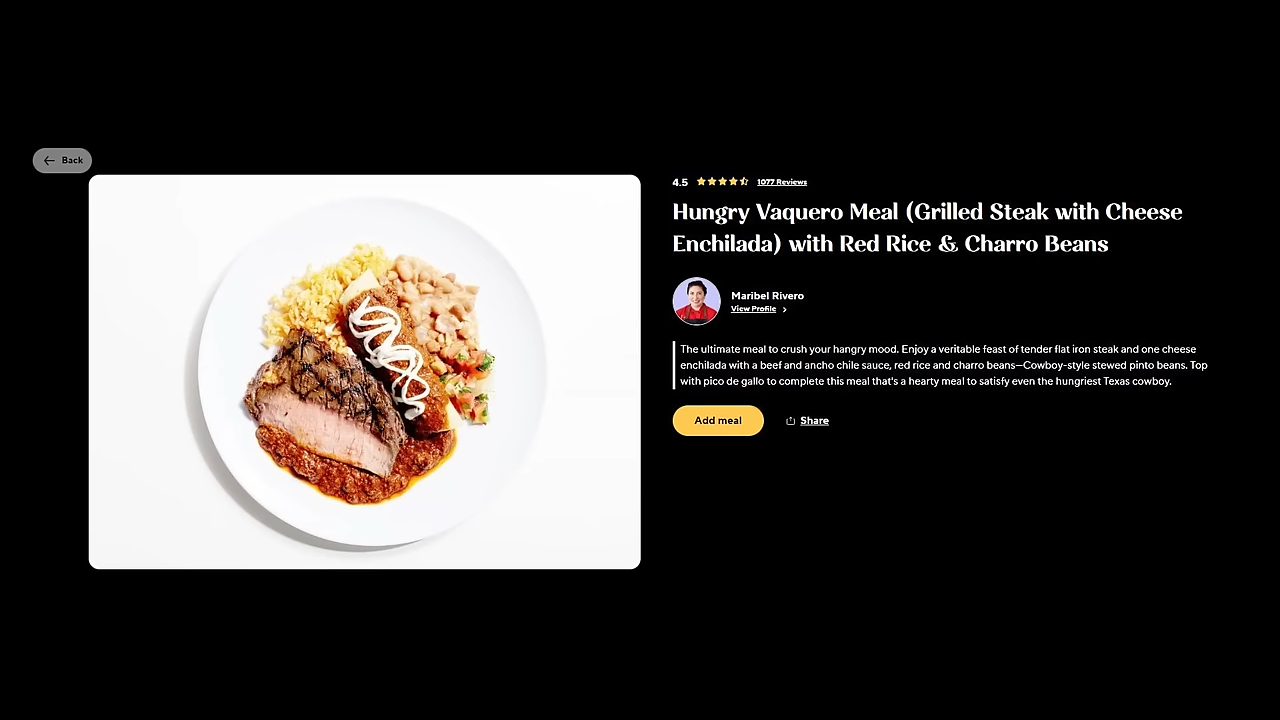 Back
4.5 1077 Reviews
Hungry Vaquero Meal (Grilled Steak with Cheese
Enchilada) with Red Rice & Charro Beans
Maribel Rivero
View Profile
The ultimate meal to crush your hangry mood. Enjoy a veritable feast of tender flat iron steak and one cheese
enchilada with a beef and ancho chile sauce, red rice and charro beans—Cowboy-style stewed pinto beans. Top
with pico de gallo to complete this meal that's a hearty meal to satisfy even the hungriest Texas cowboy.
Add meal Share